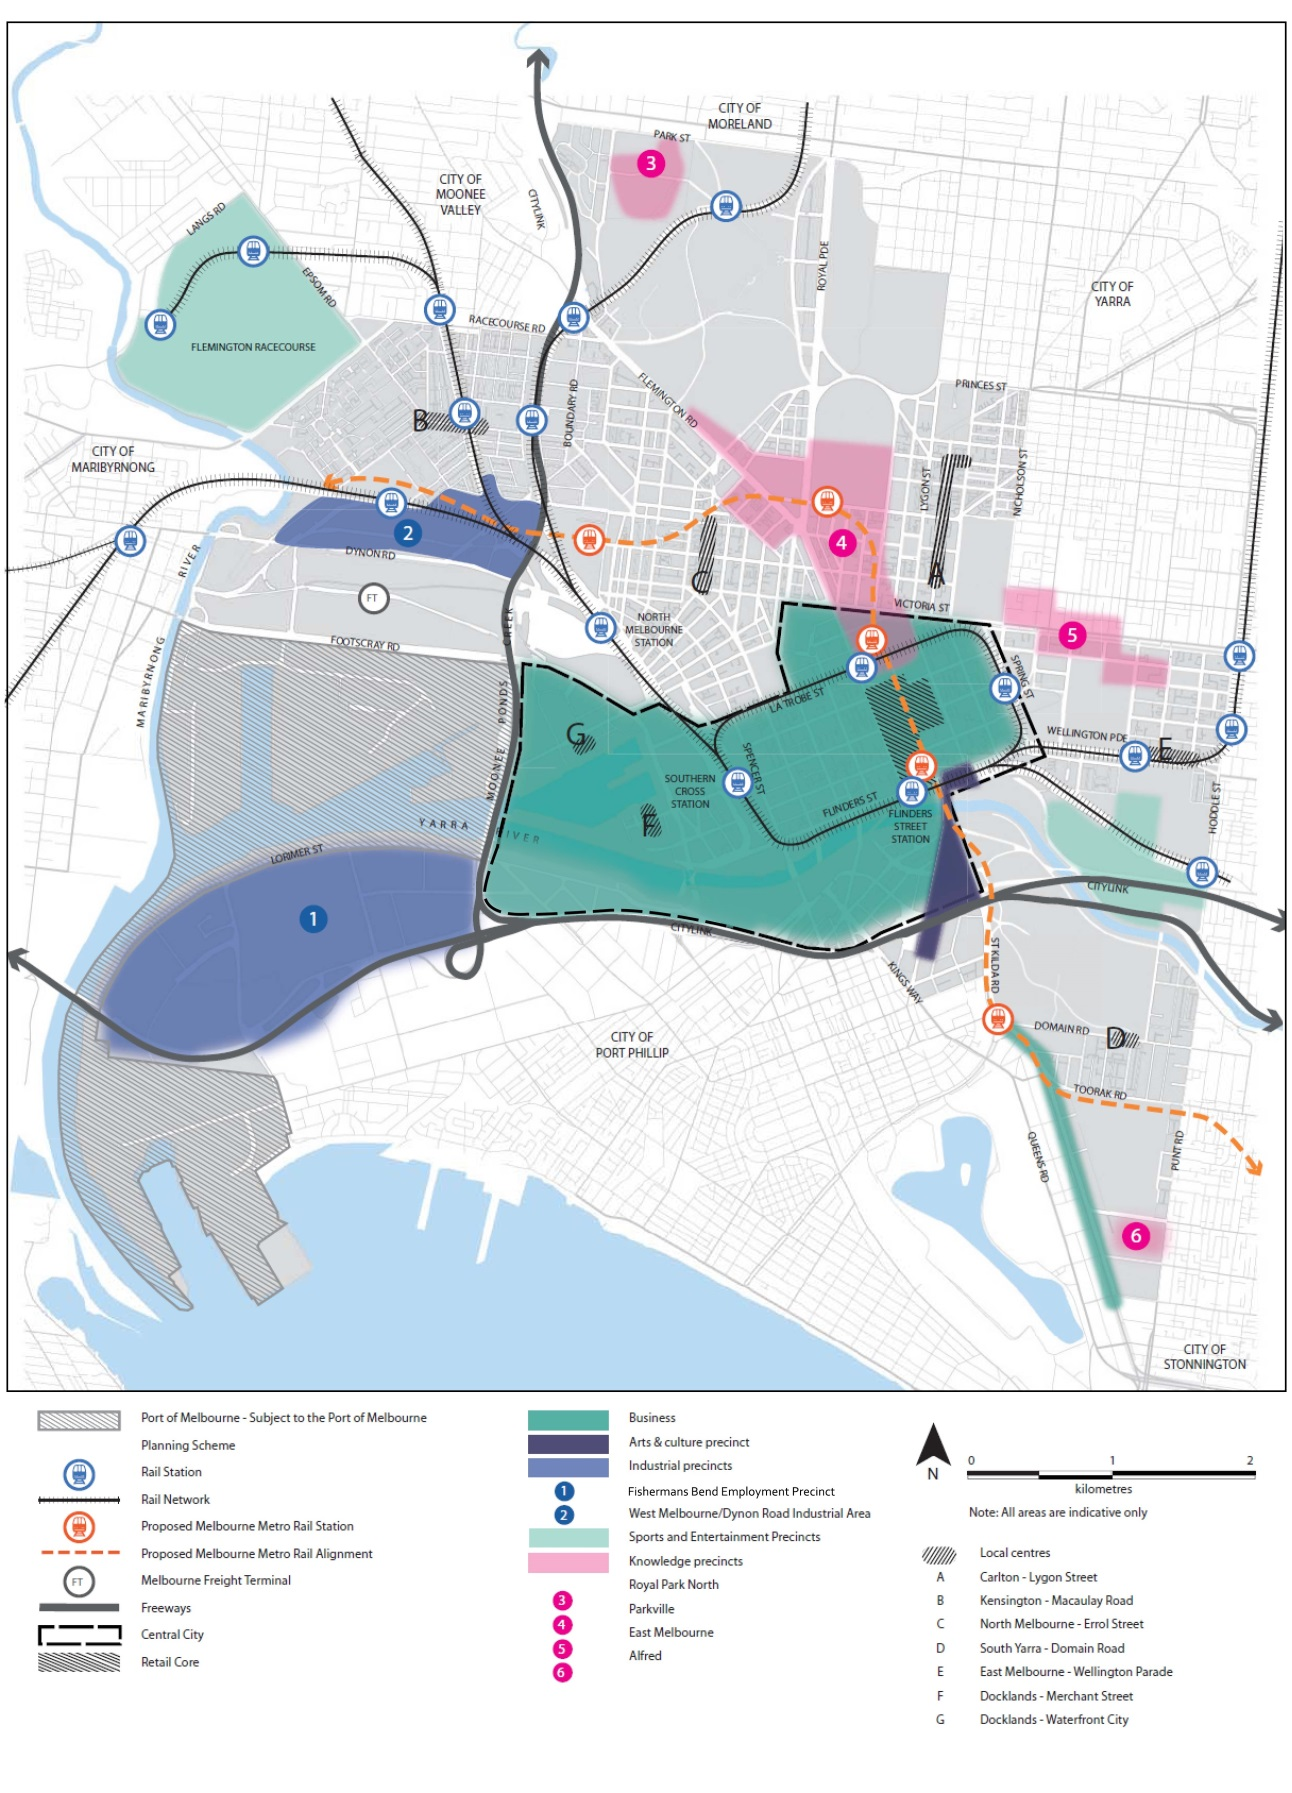 CITY OF
MORELAND
PARK ST
3
CITY OF
MOONEE
VALLEY
CITYLINK
LANGS RD
EPSOM RD
ROYAL PDE
CITY OF
YARRA
RACECOURSE RD
FLEMINGTON RACECOURSE
BOUNDARY RD
FLEMINGTON RD
PRINCES ST
B
CITY OF
MARIBYRNONG
LYGON ST
NICHOLSON ST
2
DYNON RD
4
A
C
FT
RIVER
VICTORIA ST
5
NORTH
MELBOURNE
STATION
CREEK
FOOTSCRAY RD
MARIBYRNONG
SPRING ST
LA TROBE ST
PONDS
G
WELLINGTON PDE
E
SPENCER ST
SOUTHERN
CROSS
STATION
MOONEE
FLINDERS ST
FLINDERS
STREET
STATION
HODDLE ST
F
YARRA
RIVER
LORIMER ST
CITYLINK
1
CITYLINK
KINGS WAY
ST KILDA RD
CITY OF
PORT PHILLIP
DOMAIN RD
D
TOORAK RD
QUEENS RD
PUNT RD
6
CITY OF
STONNINGTON
Port of Melbourne - Subject to the Port of Melbourne
Planning Scheme
Rail Station
Rail Network
Proposed Melbourne Metro Rail Station
Proposed Melbourne Metro Rail Alignment
FT
Melbourne Freight Terminal
Freeways
Central City
Retail Core
Business
Arts & culture precinct
Industrial precincts
1
Fishermans Bend Employment Precinct
2
West Melbourne/Dynon Road Industrial Area
Sports and Entertainment Precincts
Knowledge precincts
Royal Park North
3
Parkville
4
East Melbourne
5
Alfred
6
N
0 1 2
kilometres
Note: All areas are indicative only
Local centres
A Carlton - Lygon Street
B Kensington - Macaulay Road
C North Melbourne - Errol Street
D South Yarra - Domain Road
E East Melbourne - Wellington Parade
F Docklands - Merchant Street
G Docklands - Waterfront City